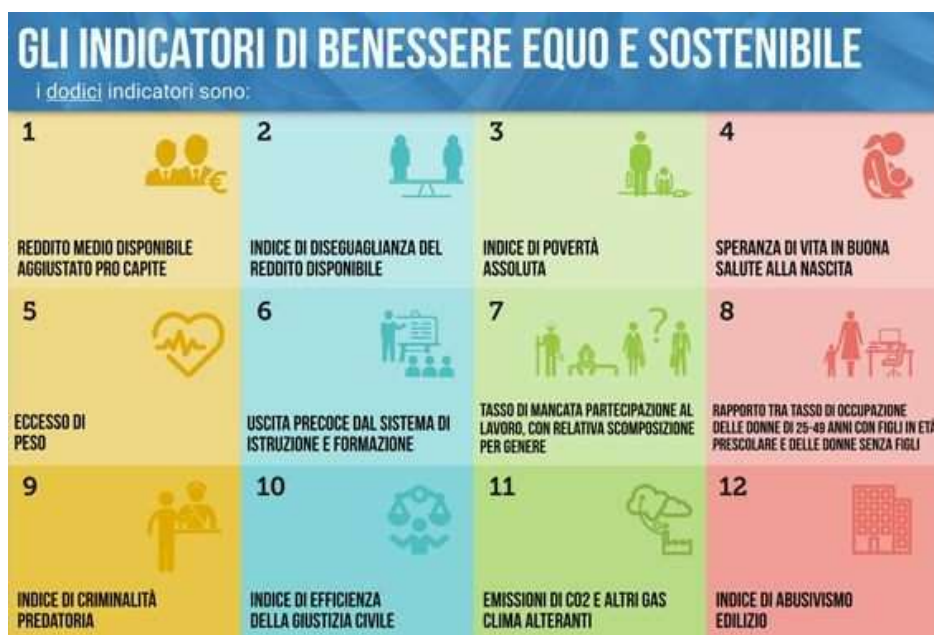 GLI INDICATORI DI BENESSERE EQUO E SOSTENIBILE
i dodici indicatori sono:
1
REDDITO MEDIO DISPONIBILE
AGGIUSTATO PRO CAPITE
2
INDICE DI DISEGUAGLIANZA DEL
REDDITO DISPONIBILE
3
INDICE DI POVERTÀ
ASSOLUTA
4
SPERANZA DI VITA IN BUONA
SALUTE ALLA NASCITA
5
ECCESSO DI
PESO
6
USCITA PRECOCE DAL SISTEMA DI
ISTRUZIONE E FORMAZIONE
7
TASSO DI MANCATA PARTECIPAZIONE AL
LAVORO, CON RELATIVA SCOMPOSIZIONE
PER GENERE
8
RAPPORTO TRA TASSO DI OCCUPAZIONE
DELLE DONNE DI 25-49 ANNI CON FIGLI IN ETÀ
PRESCOLARE E DELLE DONNE SENZA FIGLI
9
INDICE DI CRIMINALITÀ
PREDATORIA
10
INDICE DI EFFICIENZA
DELLA GIUSTIZIA CIVILE
11
EMISSIONI DI CO2 E ALTRI GAS
CLIMA ALTERANTI
12
INDICE DI ABUSIVISMO
EDILIZIO